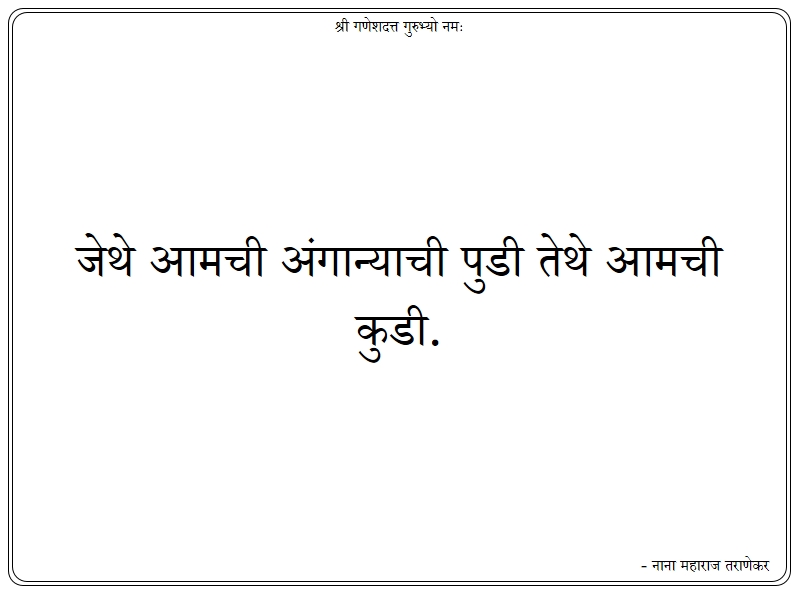 श्री गणेशदत्त गुरुभ्यो नमः
जेथे आमची अंगान्याची पुडी तेथे आमची
कुडी.
- नाना महाराज तराणेकर